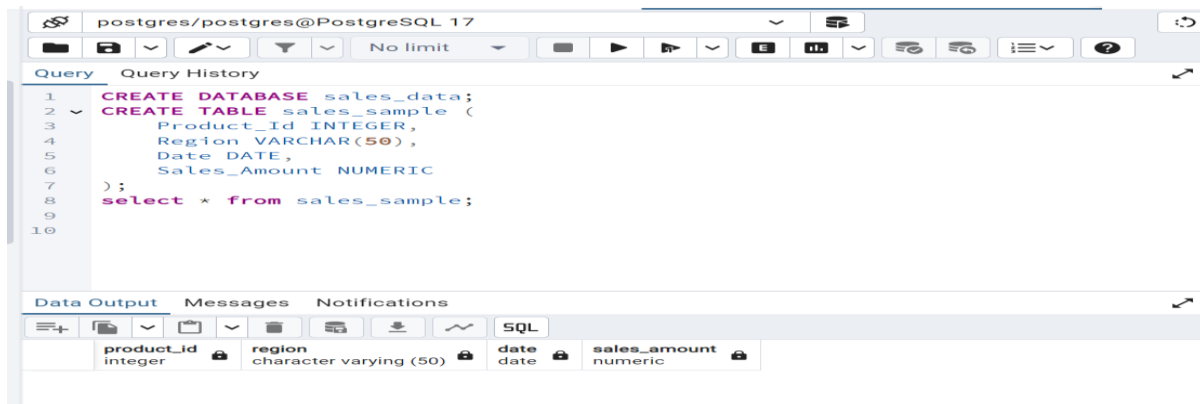 postgres/postgres@PostgreSQL 17
No limit
E
Query Query History
1 CREATE DATABASE sales_data;
2 CREATE TABLE sales_sample (
3 Product_Id INTEGER,
4 Region VARCHAR(50),
5 Date DATE,
6 Sales_Amount NUMERIC
7 );
8 select * from sales_sample;
9
10
Data Output Messages Notifications
SQL
product_id region date sales_amount
integer character varying (50) date numeric